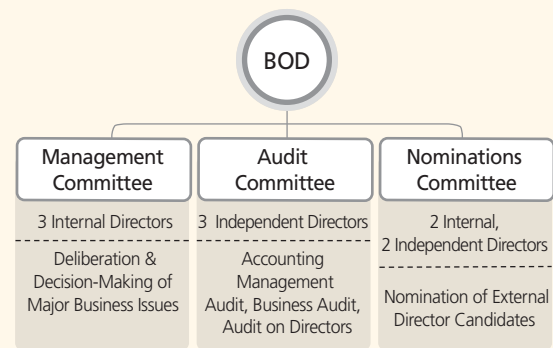 BOD
Management
Committee
3 Internal Directors
Deliberation &
Decision-Making of
Major Business Issues
Audit
Committee
3 Independent Directors
Accounting
Management
Audit, Business Audit,
Audit on Directors
Nominations
Committee
2 Internal,
2 Independent Directors
Nomination of External
Director Candidates